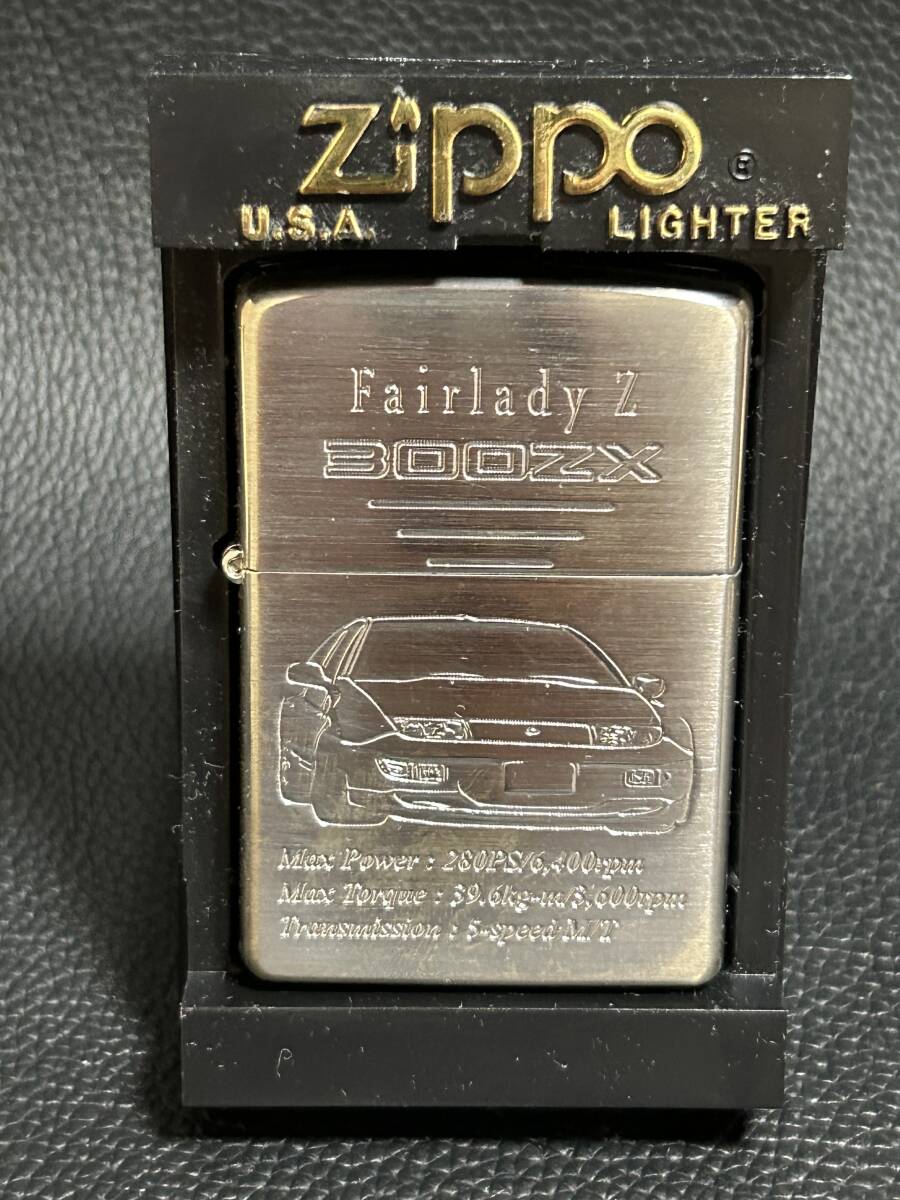 Zippo ®
U.S.A. LIGHTER
Fairlady Z
300ZX
Max Power : 280PS/6,400rpm
Max Torque : 39.6kg-m/3,600rpm
Transmission : 5-speed M/T